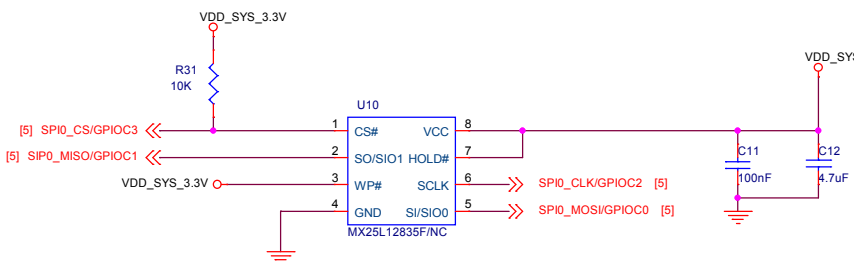 VDD_SYS_3.3V
VDD_SYS
R31
10K
U10
[5] SPI0_CS/GPIOC3
1 CS# VCC 8
C11
C12
[5] SIP0_MISO/GPIOC1
2 SO/SIO1 HOLD# 7
100nF
4.7uF
VDD_SYS_3.3V
3 WP# SCLK 6
SPI0_CLK/GPIOC2 [5]
4 GND SI/SIO0 5
SPI0_MOSI/GPIOC0 [5]
MX25L12835F/NC